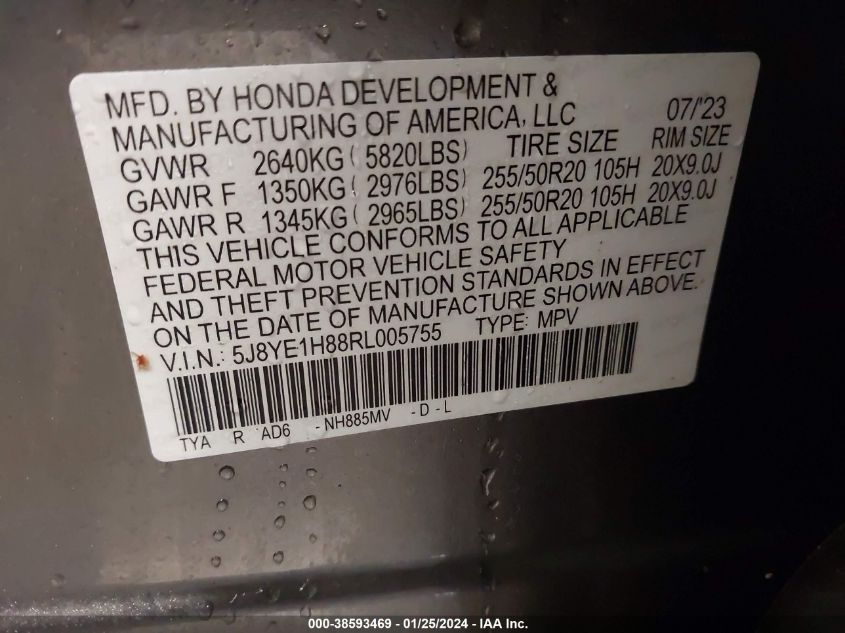 MFD. BY HONDA DEVELOPMENT &
MANUFACTURING OF AMERICA, LLC 07/'23
GVWR 2640KG ( 5820LBS) TIRE SIZE RIM SIZE
GAWR F 1350KG ( 2976LBS) 255/50R20 105H 20X9.0J
GAWR R 1345KG ( 2965LBS) 255/50R20 105H 20X9.0J
THIS VEHICLE CONFORMS TO ALL APPLICABLE
FEDERAL MOTOR VEHICLE SAFETY
AND THEFT PREVENTION STANDARDS IN EFFECT
ON THE DATE OF MANUFACTURE SHOWN ABOVE.
V.I.N.: 5J8YE1H88RL005755 TYPE: MPV
TYA R AD6 - NH885MV - D - L
000-38593469 - 01/25/2024 - IAA Inc.